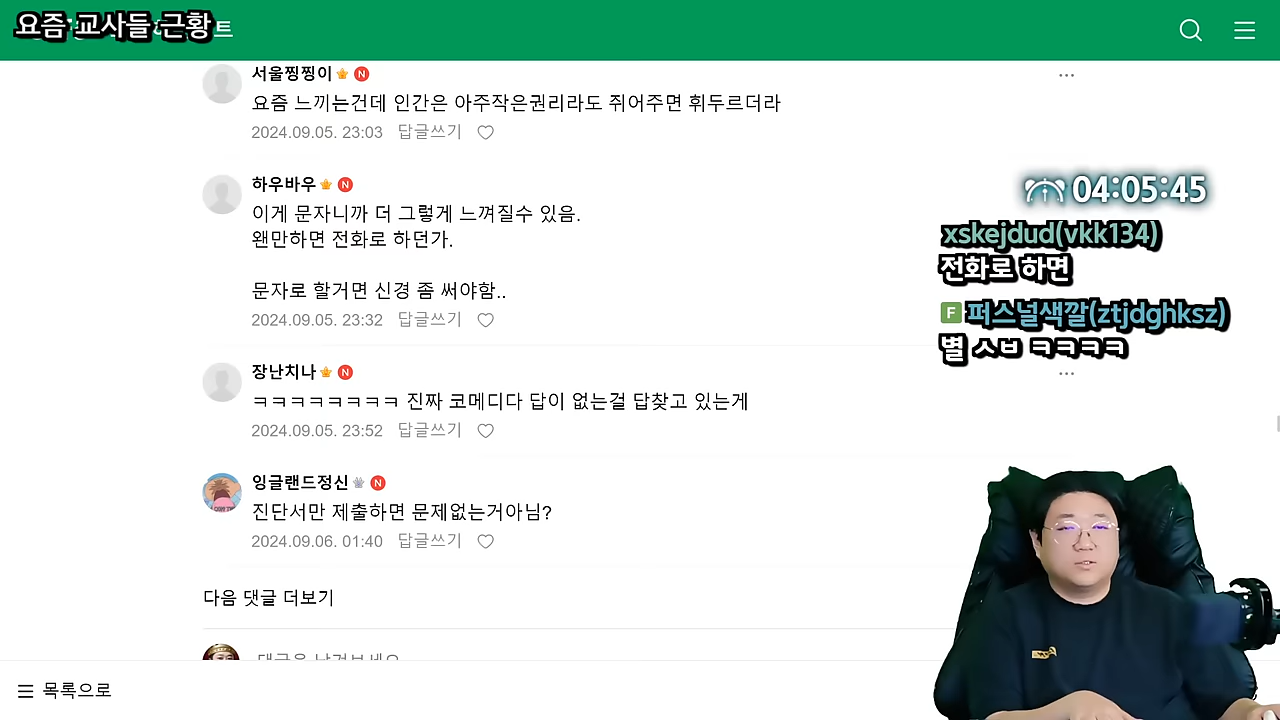 요즘 교사들 근황
트
서울찡찡이 N
요즘 느끼는건데 인간은 아주작은권리라도 쥐어주면 휘두르더라
2024.09.05. 23:03 답글쓰기
하우바우 N
이게 문자니까 더 그렇게 느껴질수 있음.
왠만하면 전화로 하던가.
문자로 할거면 신경 좀 써야함..
2024.09.05. 23:32 답글쓰기
장난치나 N
ㅋㅋㅋㅋㅋㅋㅋㅋ 진짜 코메디다 답이 없는걸 답찾고 있는게
2024.09.05. 23:52 답글쓰기
잉글랜드정신 N
진단서만 제출하면 문제없는거아님?
2024.09.06. 01:40 답글쓰기
다음 댓글 더보기
댓글을 남겨보세요
목록으로
04:05:45
xskejdud(vkk134)
전화로 하면
F 퍼스널색깔(ztjdghksz)
별 ㅅㅂ ㅋㅋㅋㅋ